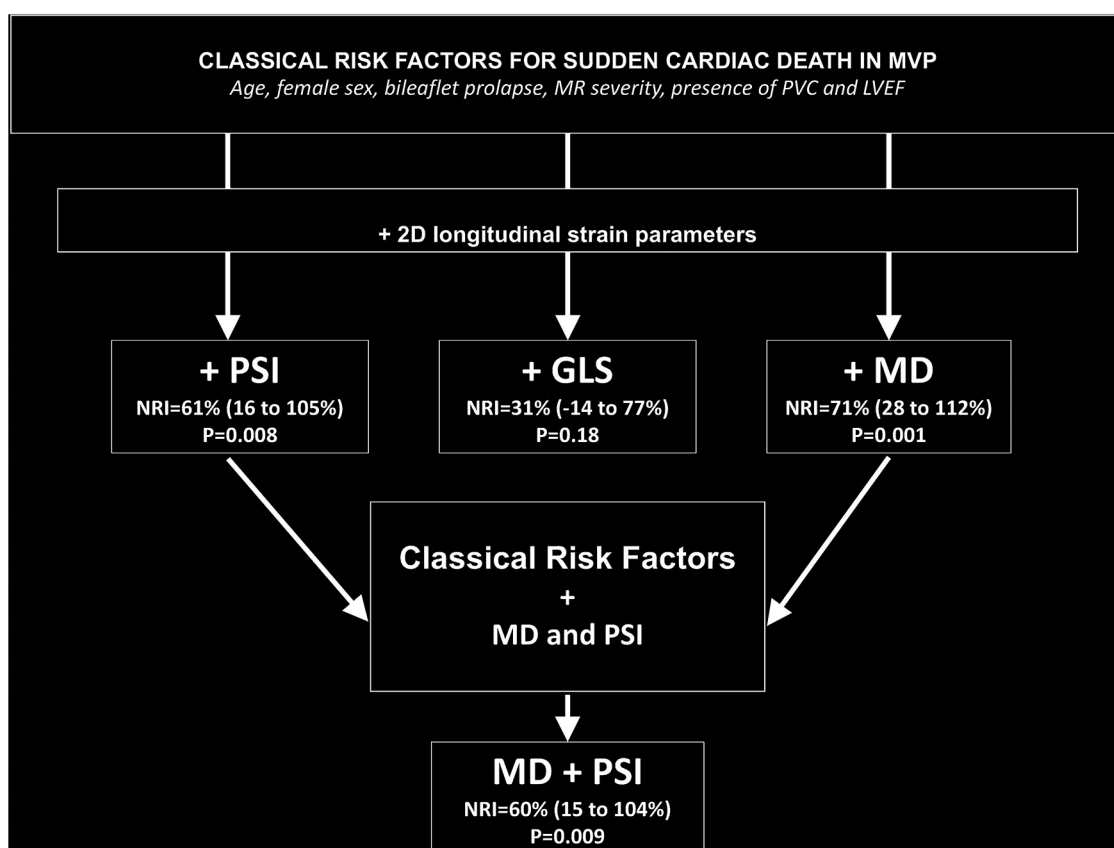 CLASSICAL RISK FACTORS FOR SUDDEN CARDIAC DEATH IN MVP
Age, female sex, bileaflet prolapse, MR severity, presence of PVC and LVEF
+ 2D longitudinal strain parameters
+ PSI
NRI=61% (16 to 105%)
P=0.008
+ GLS
NRI=31% (-14 to 77%)
P=0.18
+ MD
NRI=71% (28 to 112%)
P=0.001
Classical Risk Factors
+
MD and PSI
MD + PSI
NRI=60% (15 to 104%)
P=0.009